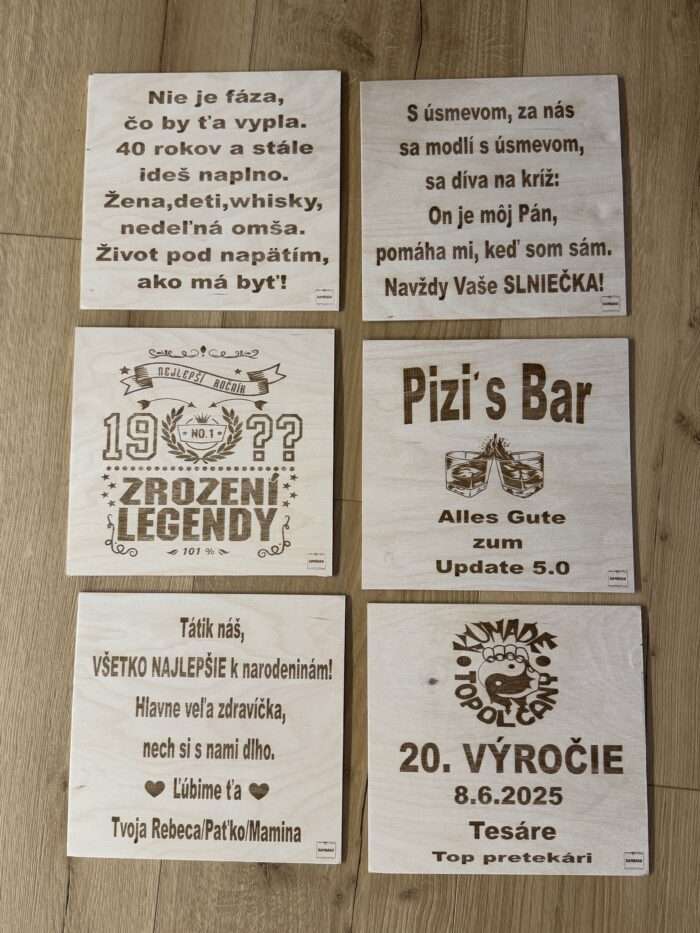 Nie je fáza,
čo by ťa vypla.
40 rokov a stále
ideš naplno.
Žena,deti,whisky,
nedeľná omša.
Život pod napätím,
ako má byť!
S úsmevom, za nás
sa modlí s úsmevom,
sa díva na kríž:
On je môj Pán,
pomáha mi, keď som sám.
Navždy Vaše SLNIEČKA!
NEJLEPŠÍ ROČNÍK
19 NO.1 ??
ZROZENÍ
LEGENDY
101 %
Pizi´s Bar
Alles Gute
zum
Update 5.0
Tátik náš,
VŠETKO NAJLEPŠIE k narodeninám!
Hlavne veľa zdravíčka,
nech si s nami dlho.
Ľúbime ťa
Tvoja Rebeca/Paťko/Mamina
KUMADE
TOPOĽČANY
20. VÝROČIE
8.6.2025
Tesáre
Top pretekári